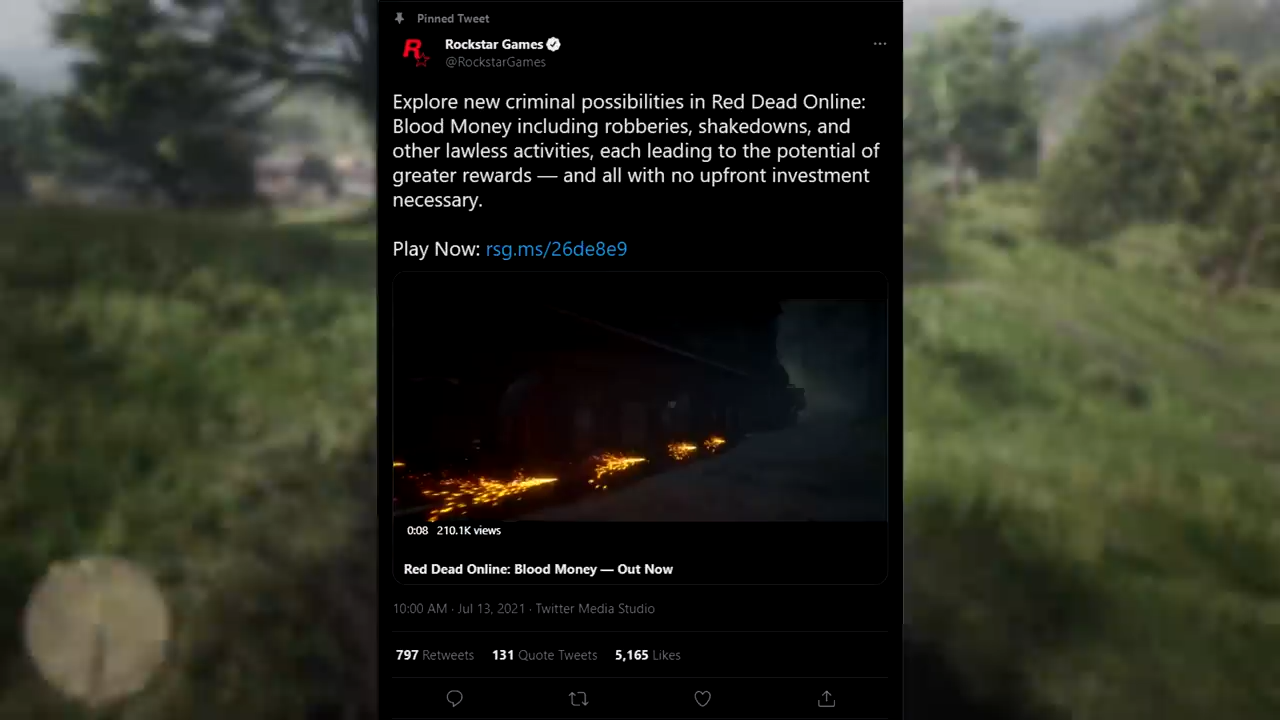 Pinned Tweet
Rockstar Games
@RockstarGames
Explore new criminal possibilities in Red Dead Online:
Blood Money including robberies, shakedowns, and
other lawless activities, each leading to the potential of
greater rewards — and all with no upfront investment
necessary.
Play Now: rsg.ms/26de8e9
0:08 210.1K views
Red Dead Online: Blood Money — Out Now
10:00 AM · Jul 13, 2021 · Twitter Media Studio
797 Retweets 131 Quote Tweets 5,165 Likes